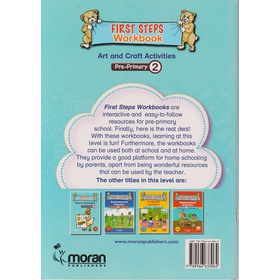 FIRST STEPS
Workbook
Art and Craft Activities
Pre-Primary 2
First Steps Workbooks are
interactive and easy-to-follow
resources for pre-primary
school. Finally, here is the real deal!
With these workbooks, learning at this
level is fun! Furthermore, the workbooks
can be used both at school and at home.
They provide a good platform for home schooling
by parents, apart from being wonderful resources
that can be used by the teacher.
The other titles in this level are:
moran
PUBLISHERS
www.moranpublishers.com